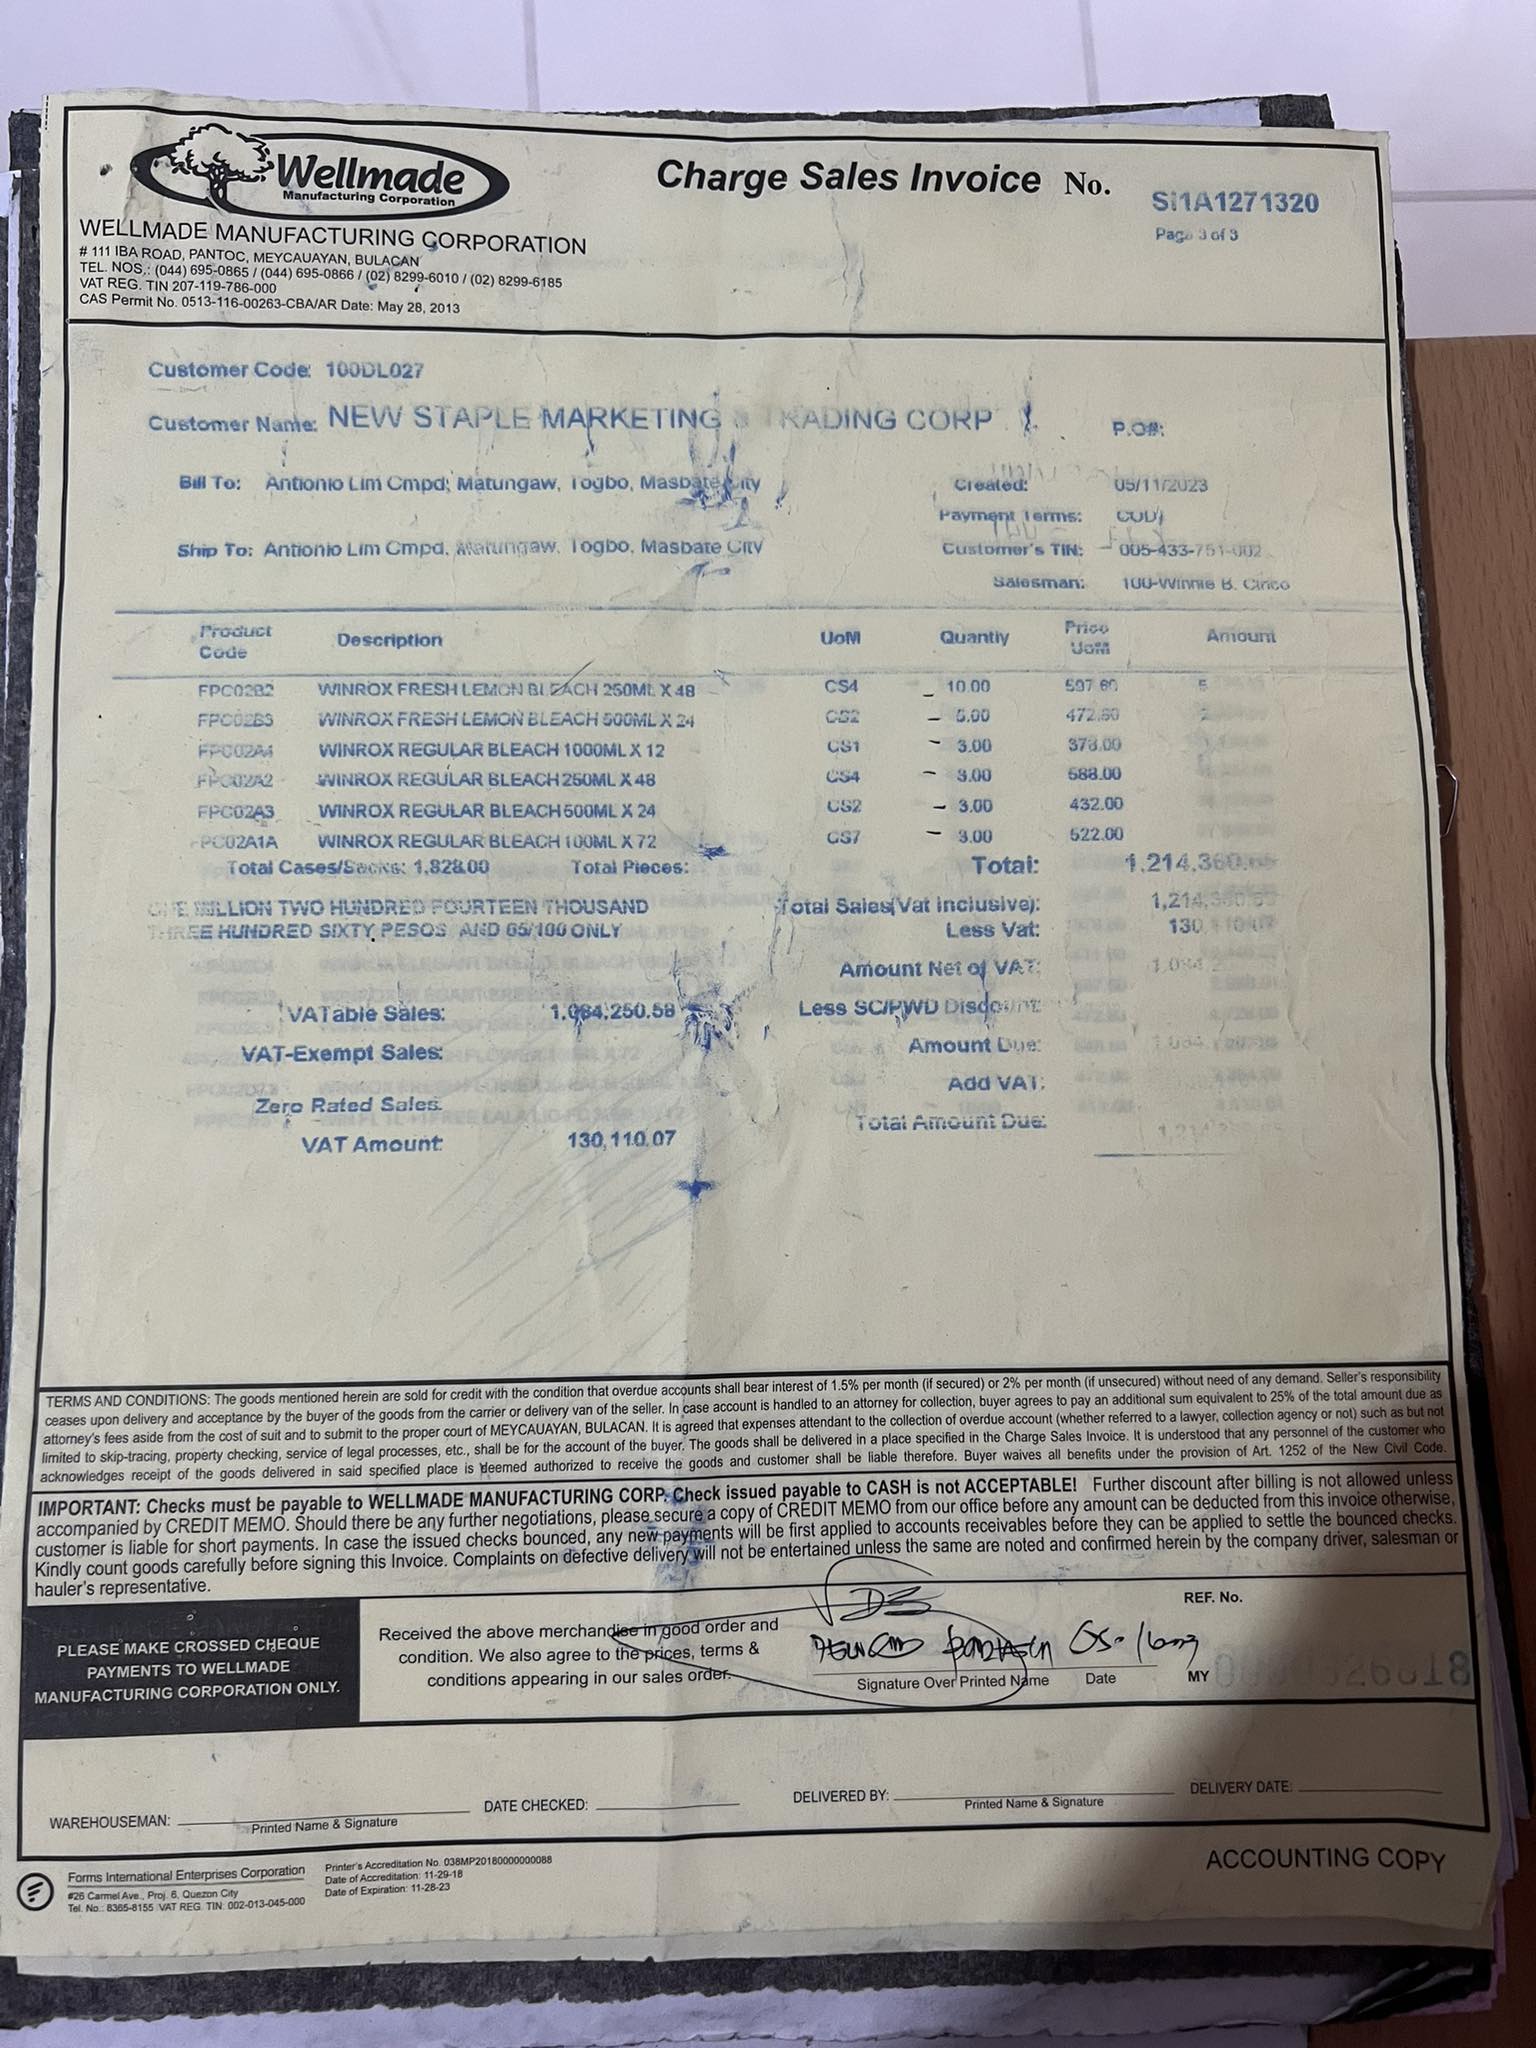 Wellmade
Manufacturing Corporation
Charge Sales Invoice No. SI1A1271320
Page 3 of 3
WELLMADE MANUFACTURING CORPORATION
# 111 IBA ROAD, PANTOC, MEYCAUAYAN, BULACAN
TEL. NOS.: (044) 695-0865 / (044) 695-0866 / (02) 8299-6010 / (02) 8299-6185
VAT REG. TIN 207-119-786-000
CAS Permit No. 0513-116-00263-CBA/AR Date: May 28, 2013
Customer Code: 100DL027
Customer Name: NEW STAPLE MARKETING & TRADING CORP
P.O#:
Bill To: Antionio Lim Cmpd, Matungaw, Togbo, Masbate City
Created: 05/11/2023
Payment Terms: COD
Ship To: Antionio Lim Cmpd, Matungaw, Togbo, Masbate City
Customer's TIN: 005-433-751-002
Salesman: 100-Winnie B. Cinco
Product Code Description UoM Quantiy Price UoM Amount
FPC02B2 WINROX FRESH LEMON BLEACH 250ML X 48 CS4 10.00 597.60
FPC02B3 WINROX FRESH LEMON BLEACH 500ML X 24 CS2 5.00 472.80
FPC02A4 WINROX REGULAR BLEACH 1000ML X 12 CS1 3.00 378.00
FPC02A2 WINROX REGULAR BLEACH 250ML X 48 CS4 3.00 588.00
FPC02A3 WINROX REGULAR BLEACH 500ML X 24 CS2 3.00 432.00
FPC02A1A WINROX REGULAR BLEACH 100ML X 72 CS7 3.00 522.00
Total Cases/Sacks: 1,828.00 Total Pieces: Total: 1,214,360.65
ONE MILLION TWO HUNDRED FOURTEEN THOUSAND
THREE HUNDRED SIXTY PESOS AND 65/100 ONLY
Total Sales(Vat Inclusive): 1,214,360.65
Less Vat: 130,110.07
Amount Net of VAT:
VATable Sales: 1,084,250.58
Less SC/PWD Discount:
VAT-Exempt Sales:
Amount Due:
Zero Rated Sales:
Add VAT:
VAT Amount: 130,110.07
Total Amount Due:
TERMS AND CONDITIONS: The goods mentioned herein are sold for credit with the condition that overdue accounts shall bear interest of 1.5% per month (if secured) or 2% per month (if unsecured) without need of any demand. Seller's responsibility
ceases upon delivery and acceptance by the buyer of the goods from the carrier or delivery van of the seller. In case account is handled to an attorney for collection, buyer agrees to pay an additional sum equivalent to 25% of the total amount due as
attorney's fees aside from the cost of suit and to submit to the proper court of MEYCAUAYAN, BULACAN. It is agreed that expenses attendant to the collection of overdue account (whether referred to a lawyer, collection agency or not) such as but not
limited to skip-tracing, property checking, service of legal processes, etc., shall be for the account of the buyer. The goods shall be delivered in a place specified in the Charge Sales Invoice. It is understood that any personnel of the customer who
acknowledges receipt of the goods delivered in said specified place is deemed authorized to receive the goods and customer shall be liable therefore. Buyer waives all benefits under the provision of Art. 1252 of the New Civil Code.
IMPORTANT: Checks must be payable to WELLMADE MANUFACTURING CORP. Check issued payable to CASH is not ACCEPTABLE! Further discount after billing is not allowed unless
accompanied by CREDIT MEMO. Should there be any further negotiations, please secure a copy of CREDIT MEMO from our office before any amount can be deducted from this invoice otherwise,
customer is liable for short payments. In case the issued checks bounced, any new payments will be first applied to accounts receivables before they can be applied to settle the bounced checks.
Kindly count goods carefully before signing this Invoice. Complaints on defective delivery will not be entertained unless the same are noted and confirmed herein by the company driver, salesman or
hauler's representative.
PLEASE MAKE CROSSED CHEQUE
PAYMENTS TO WELLMADE
MANUFACTURING CORPORATION ONLY.
Received the above merchandise in good order and
condition. We also agree to the prices, terms &
conditions appearing in our sales order.
Signature Over Printed Name Date
REF. No.
MY
WAREHOUSEMAN:
Printed Name & Signature
DATE CHECKED:
DELIVERED BY:
Printed Name & Signature
DELIVERY DATE:
Forms International Enterprises Corporation
#26 Carmel Ave., Proj. 6, Quezon City
Tel. No.: 8365-8155 VAT REG. TIN: 002-013-045-000
Printer's Accreditation No. 038MP20180000000088
Date of Accreditation: 11-29-18
Date of Expiration: 11-28-23
ACCOUNTING COPY